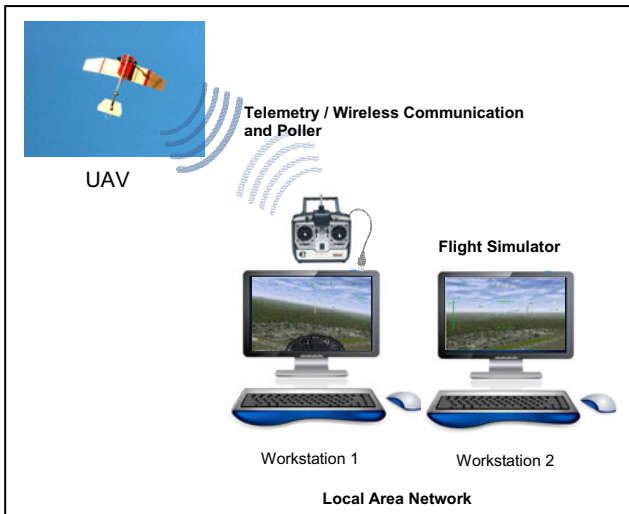 Telemetry / Wireless Communication
and Poller
UAV
Flight Simulator
Workstation 1
Workstation 2
Local Area Network